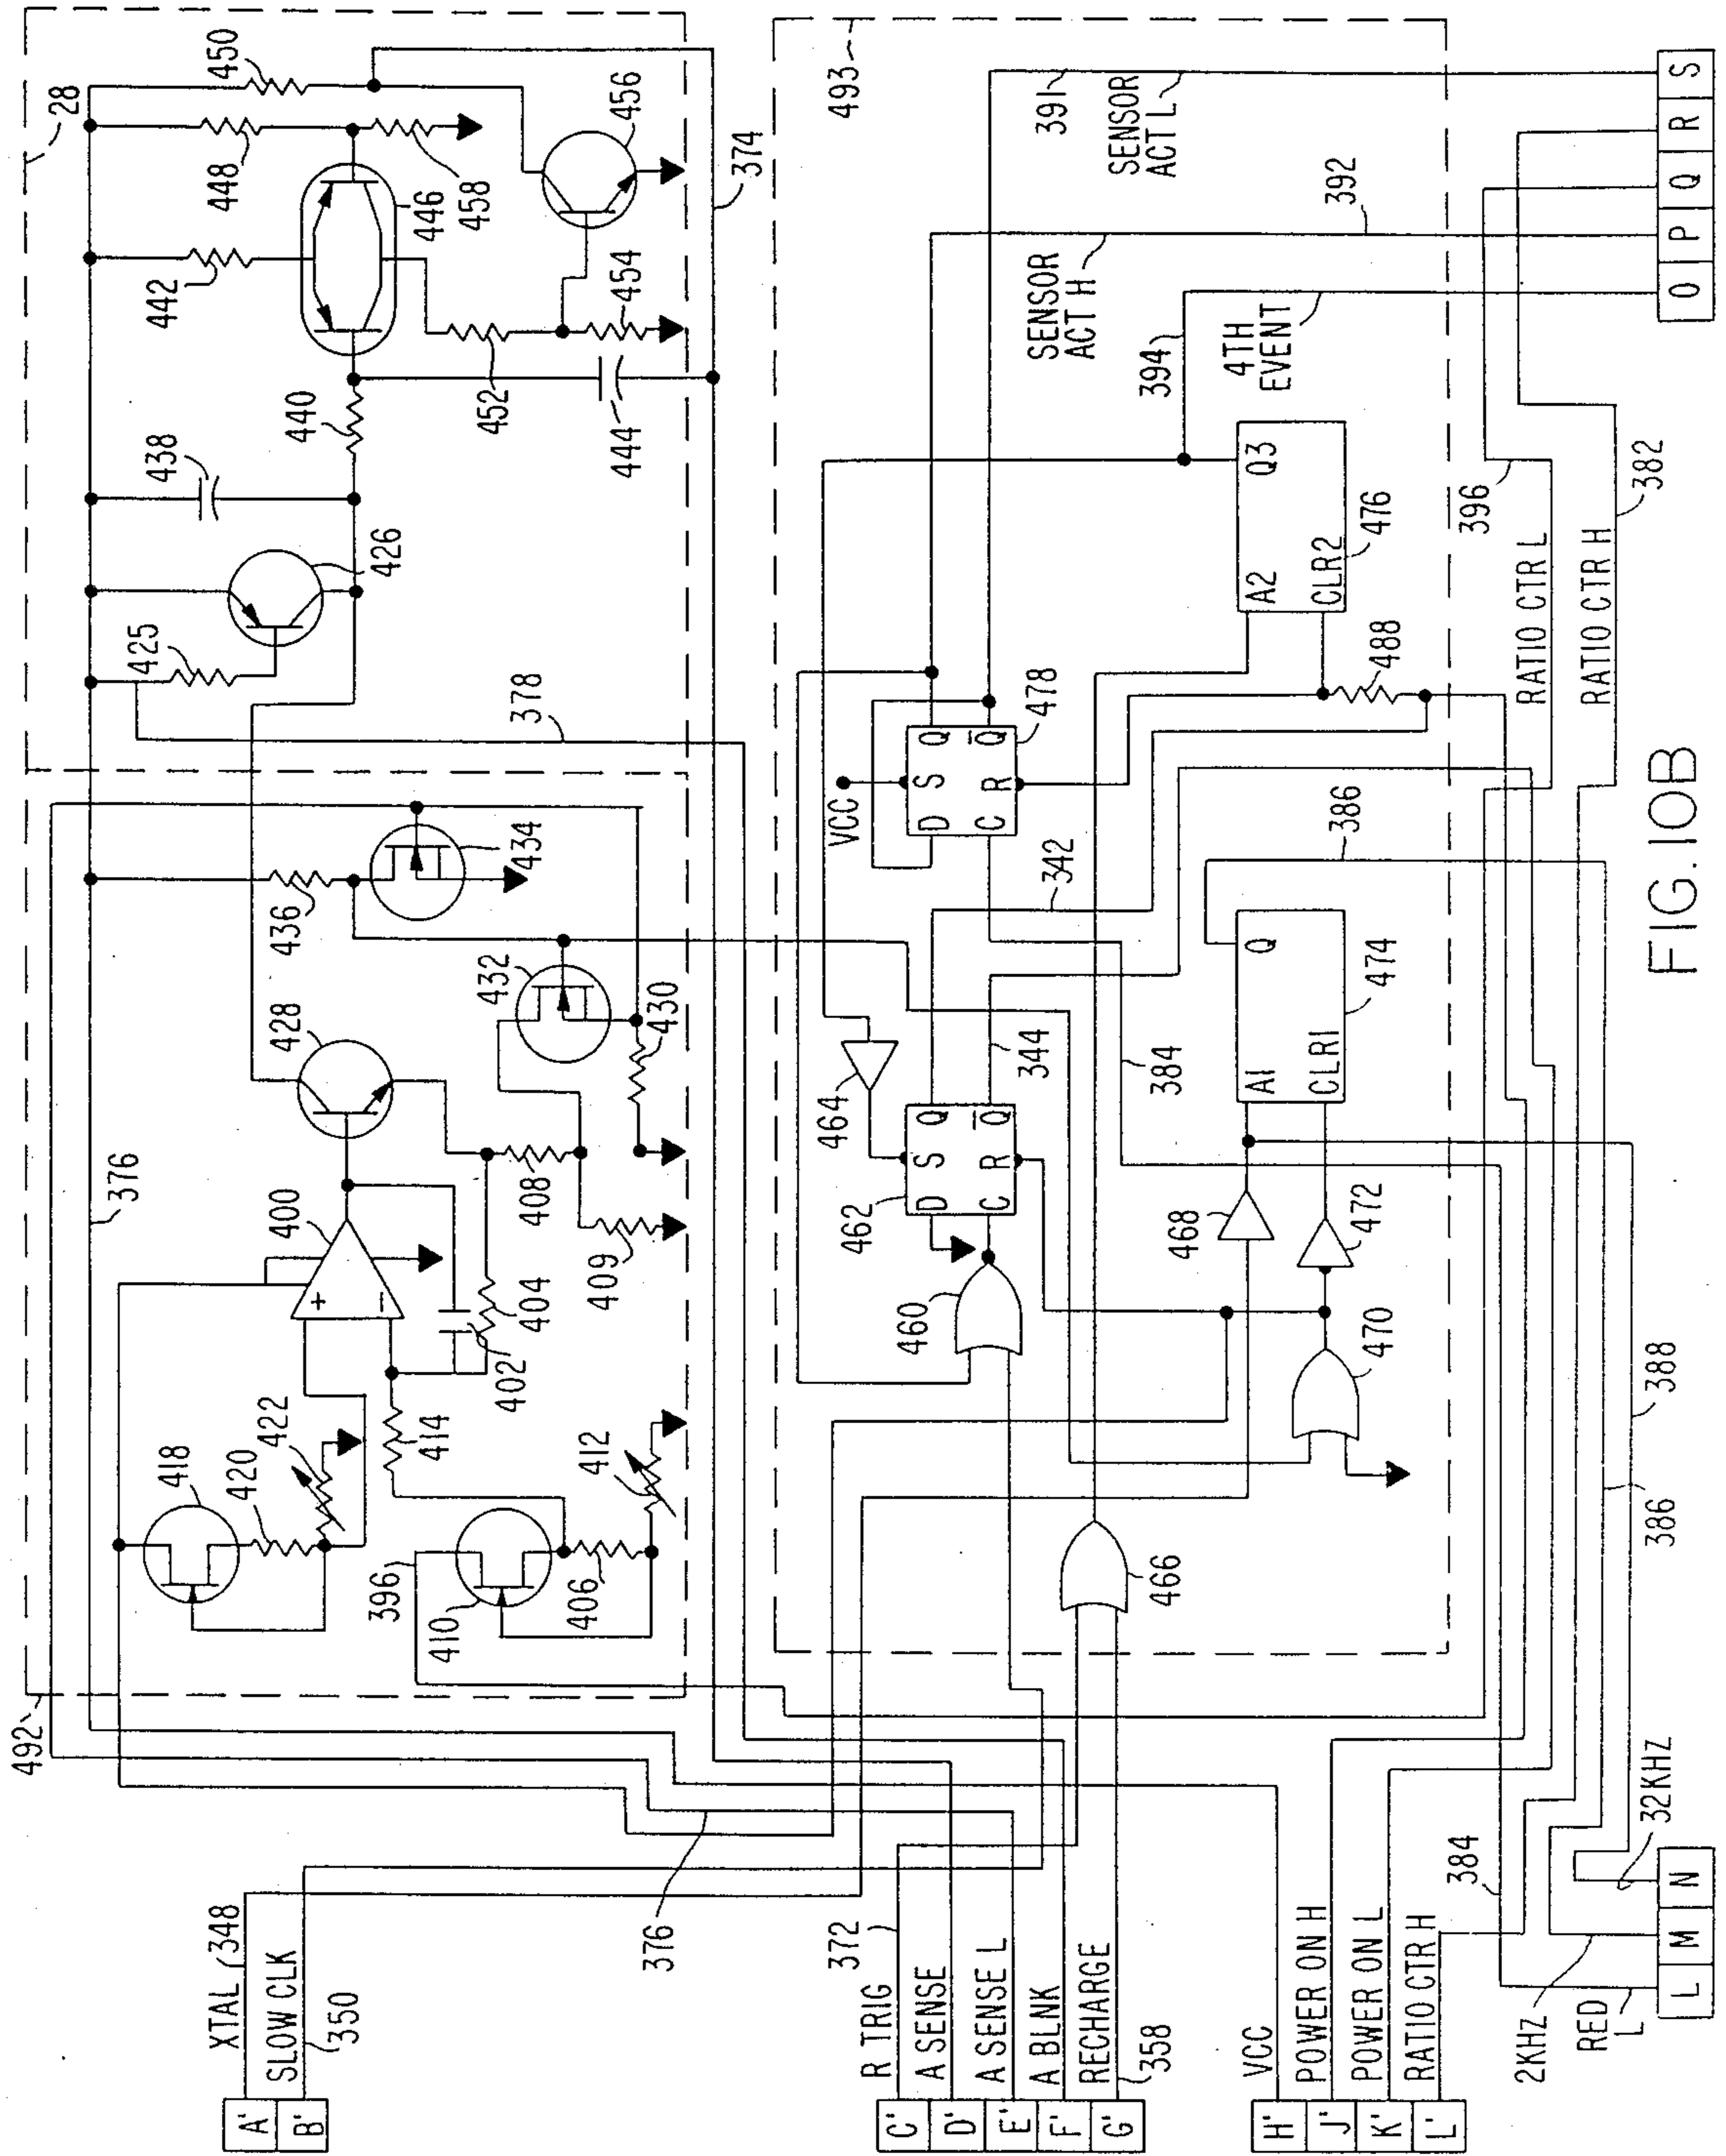 28
450
448
442
446
458
456
454
452
444
440
438
426
425
374
378
376
492
400
428
436
434
432
430
408
409
404
402
414
422
418
420
412
410
406
396
+
−
493
391
SENSOR
ACT L
392
SENSOR
ACT H
394
4TH
EVENT
Q3
A2
CLR2
476
488
478
VCC
D
S
Q
C
R
Q
342
344
384
386
464
462
D
S
Q
C
R
Q
460
466
468
470
472
474
A1
CLR1
Q
396
RATIO CTR L
RATIO CTR H
382
388
386
384
32KHZ
2KHZ
RED
L
XTAL
348
SLOW CLK
350
376
372
R TRIG
A SENSE
A SENSE L
A BLNK
RECHARGE
358
VCC
POWER ON H
POWER ON L
RATIO CTR H
A'
B'
C'
D'
E'
F'
G'
H'
J'
K'
L'
L
M
N
O
P
Q
R
S
FIG.10B